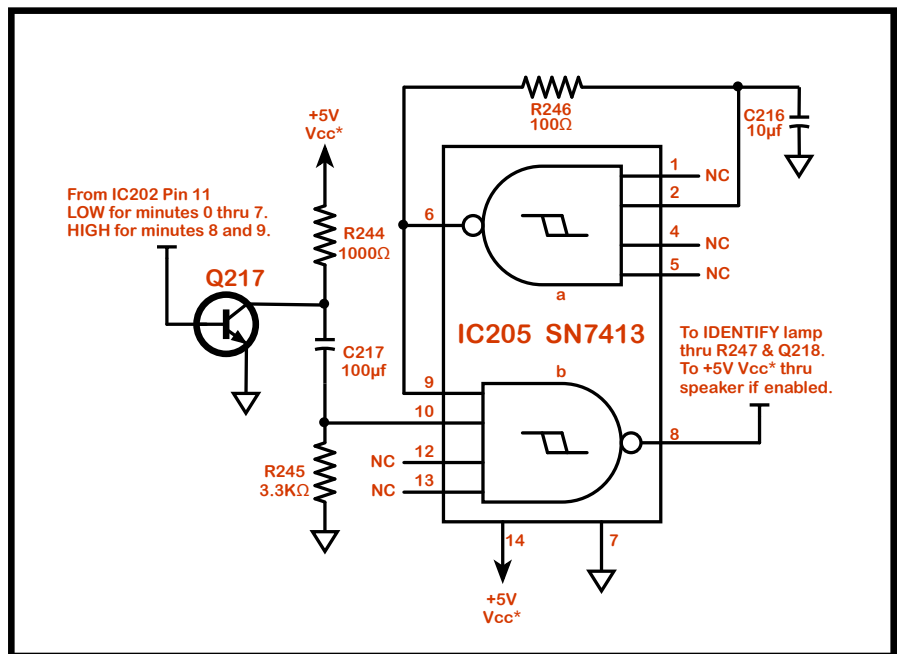 R246
100Ω
C216
10µf
+5V
Vcc*
From IC202 Pin 11
LOW for minutes 0 thru 7.
HIGH for minutes 8 and 9.
R244
1000Ω
Q217
C217
100µf
R245
3.3KΩ
6
1
NC
2
4
NC
5
NC
a
IC205 SN7413
b
9
10
NC
12
NC
13
8
To IDENTIFY lamp
thru R247 & Q218.
To +5V Vcc* thru
speaker if enabled.
14
7
+5V
Vcc*